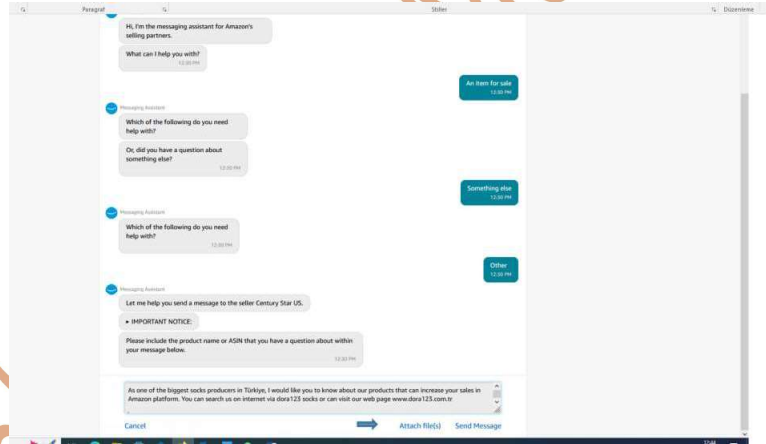 Paragraf
Stiller
Düzenleme
Hi, I'm the messaging assistant for Amazon's
selling partners.
What can I help you with?
12:30 PM
An item for sale
12:30 PM
Messaging Assistant
Which of the following do you need
help with?
Or, did you have a question about
something else?
12:30 PM
Something else
12:30 PM
Messaging Assistant
Which of the following do you need
help with?
12:30 PM
Other
12:30 PM
Messaging Assistant
Let me help you send a message to the seller Century Star US.
▸ IMPORTANT NOTICE:
Please include the product name or ASIN that you have a question about within
your message below.
12:30 PM
As one of the biggest socks producers in Türkiye, I would like you to know about our products that can increase your sales in
Amazon platform. You can search us on internet via dora123 socks or can visit our web page www.dora123.com.tr
Cancel
Attach file(s)
Send Message